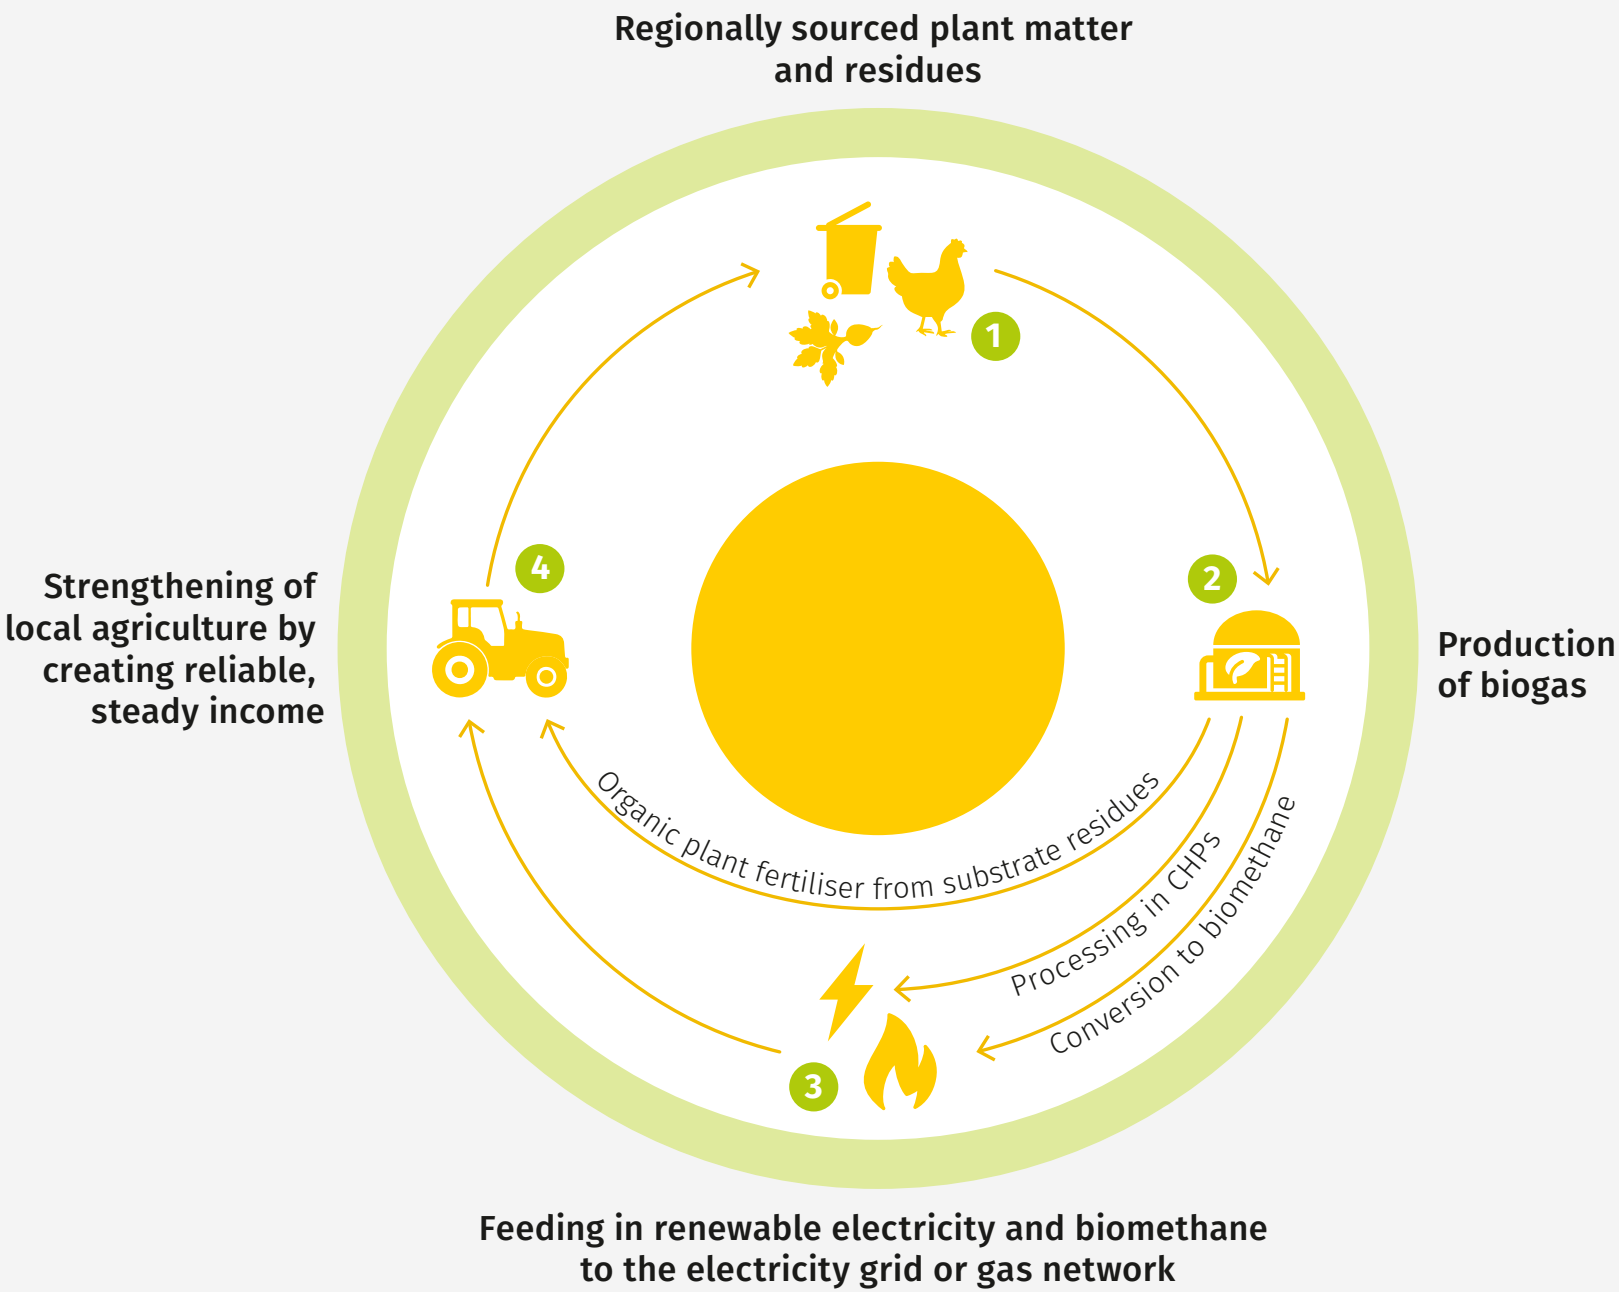 Regionally sourced plant matter
and residues
1
2
Production
of biogas
Organic plant fertiliser from substrate residues
Processing in CHPs
Conversion to biomethane
3
Feeding in renewable electricity and biomethane
to the electricity grid or gas network
4
Strengthening of
local agriculture by
creating reliable,
steady income